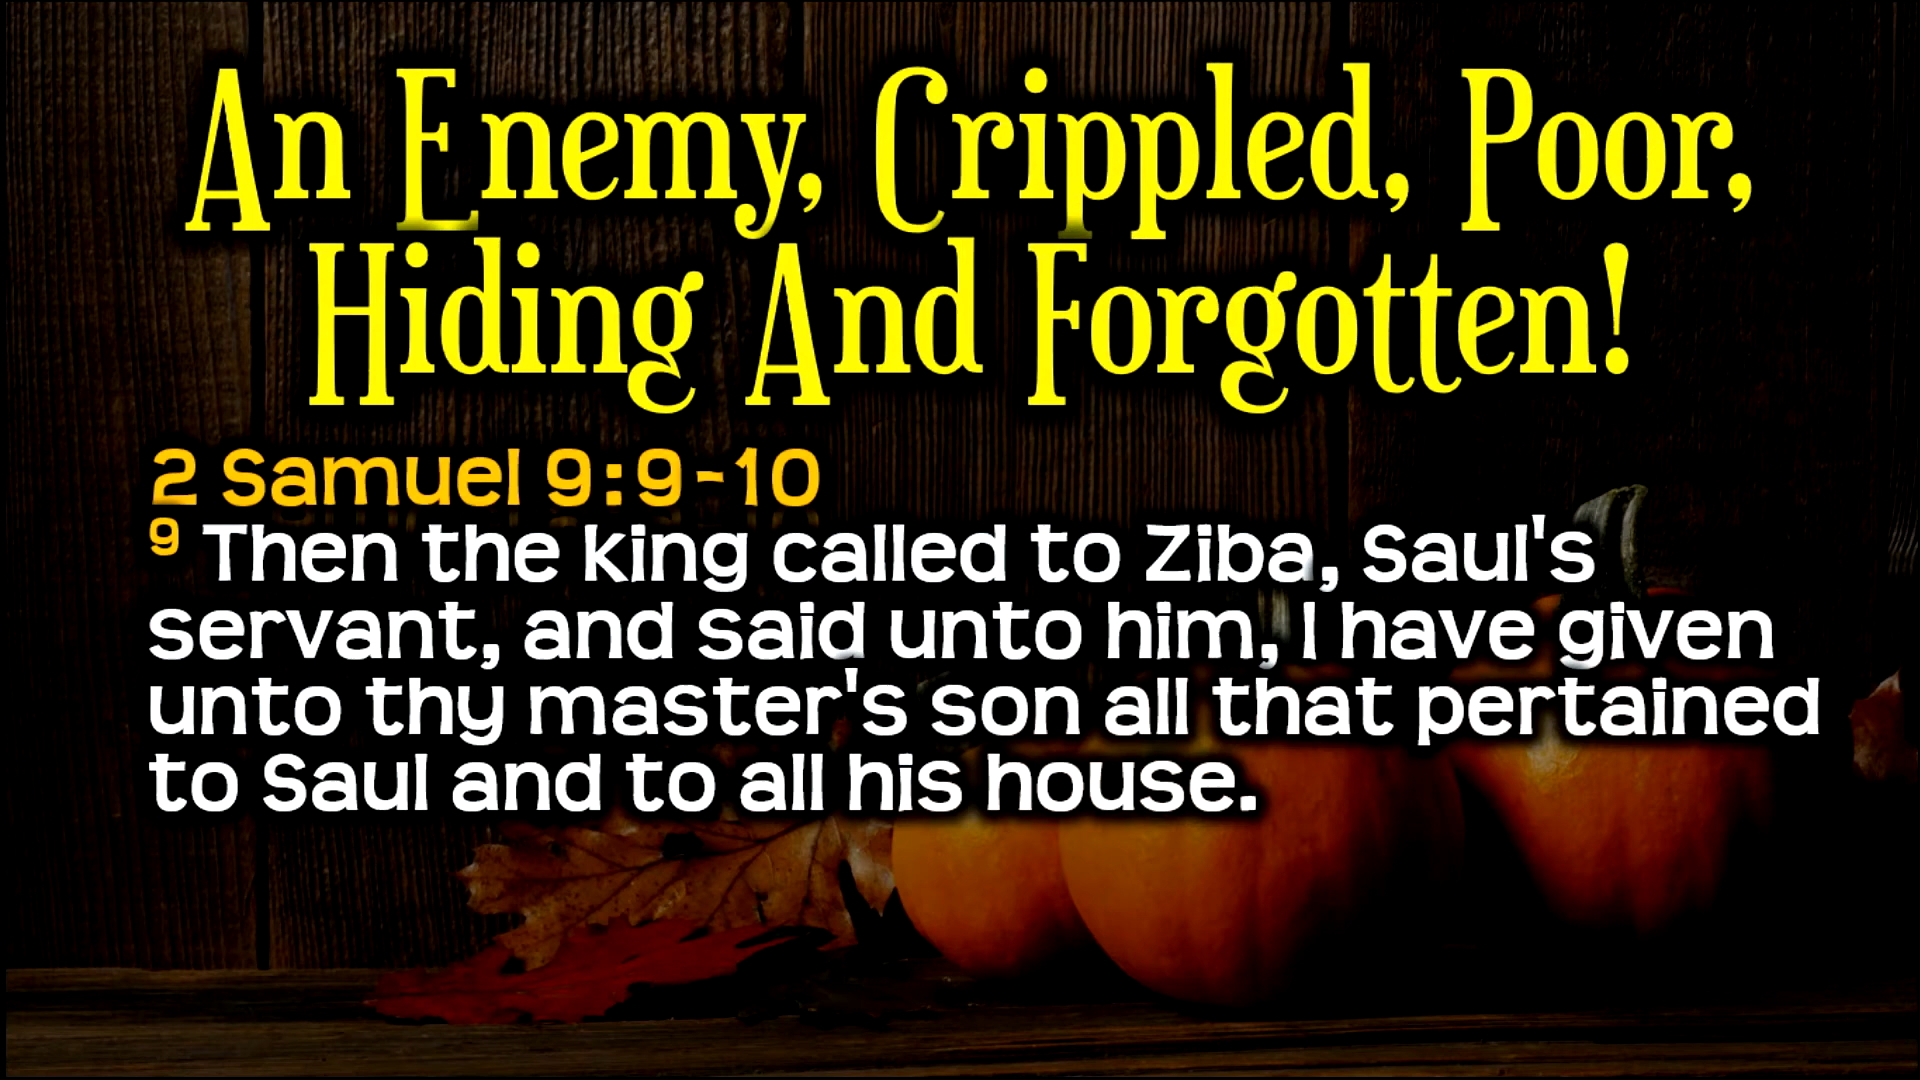 An Enemy, Crippled, Poor,
Hiding And Forgotten!
2 Samuel 9:9-10
9 Then the king called to Ziba, Saul's
servant, and said unto him, I have given
unto thy master's son all that pertained
to Saul and to all his house.